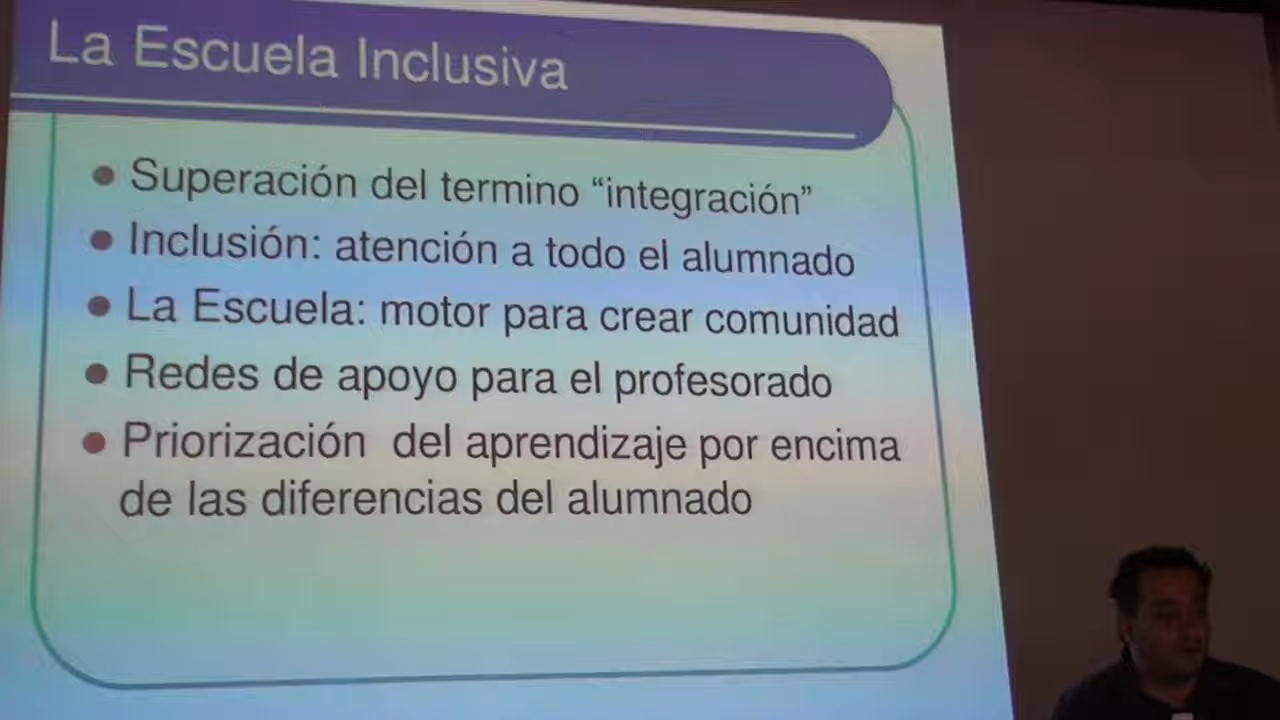 La Escuela Inclusiva
● Superación del termino “integración”
● Inclusión: atención a todo el alumnado
● La Escuela: motor para crear comunidad
● Redes de apoyo para el profesorado
● Priorización del aprendizaje por encima
de las diferencias del alumnado